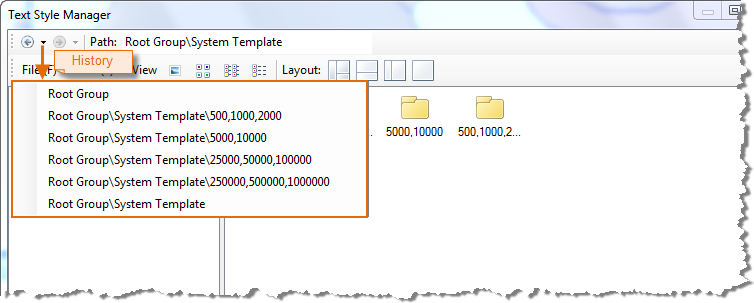 Text Style Manager
Path: Root Group\System Template
History
File(F) View Layout:
Root Group
Root Group\System Template\500,1000,2000
Root Group\System Template\5000,10000
Root Group\System Template\25000,50000,100000
Root Group\System Template\250000,500000,1000000
Root Group\System Template
5000,10000 500,1000,2...